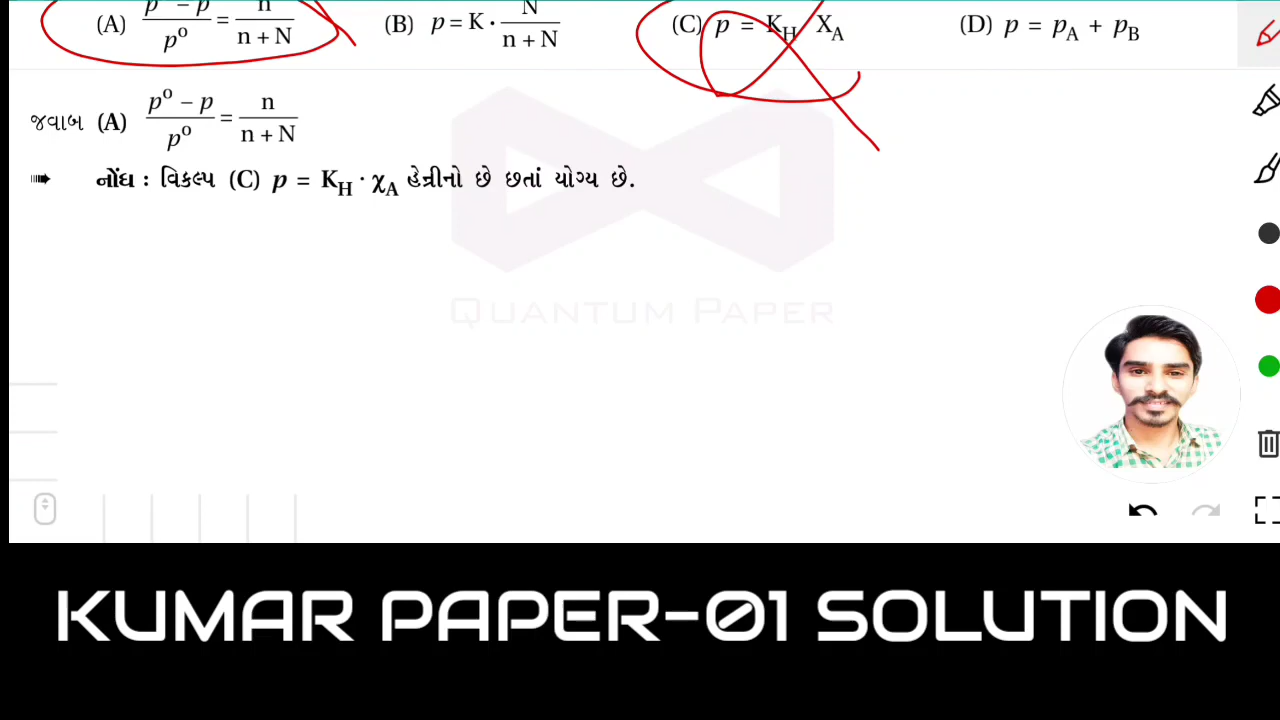 (A) p° − p / p° = n / n + N (B) p = K · N / n + N (C) p = K_H X_A (D) p = p_A + p_B
જવાબ (A) p° − p / p° = n / n + N
➠ નોંધ : વિકલ્પ (C) p = K_H · χ_A હેન્રીનો છે છતાં યોગ્ય છે.
QUANTUM PAPER
KUMAR PAPER-01 SOLUTION